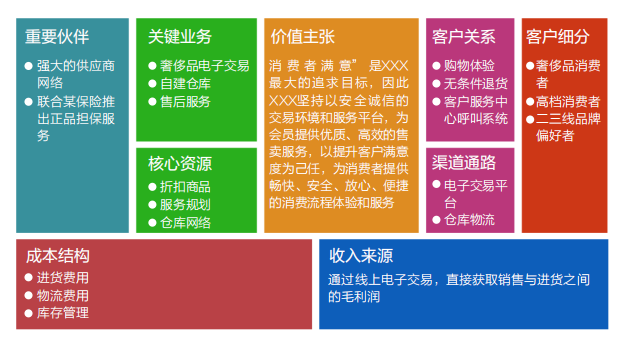 重要伙伴
强大的供应商
网络
联合某保险推
出正品担保服
务
关键业务
奢侈品电子交易
自建仓库
售后服务
核心资源
折扣商品
服务规划
仓库网络
价值主张
消费者满意”是XXX
最大的追求目标，因此
XXX坚持以安全诚信的
交易环境和服务平台，为
会员提供优质、高效的售
卖服务，以提升客户满意
度为己任，为消费者提供
畅快、安全、放心、便捷
的消费流程体验和服务
客户关系
购物体验
无条件退货
客户服务中
心呼叫系统
渠道通路
电子交易平
台
仓库物流
客户细分
奢侈品消费
者
高档消费者
二三线品牌
偏好者
成本结构
进货费用
物流费用
库存管理
收入来源
通过线上电子交易，直接获取销售与进货之间
的毛利润